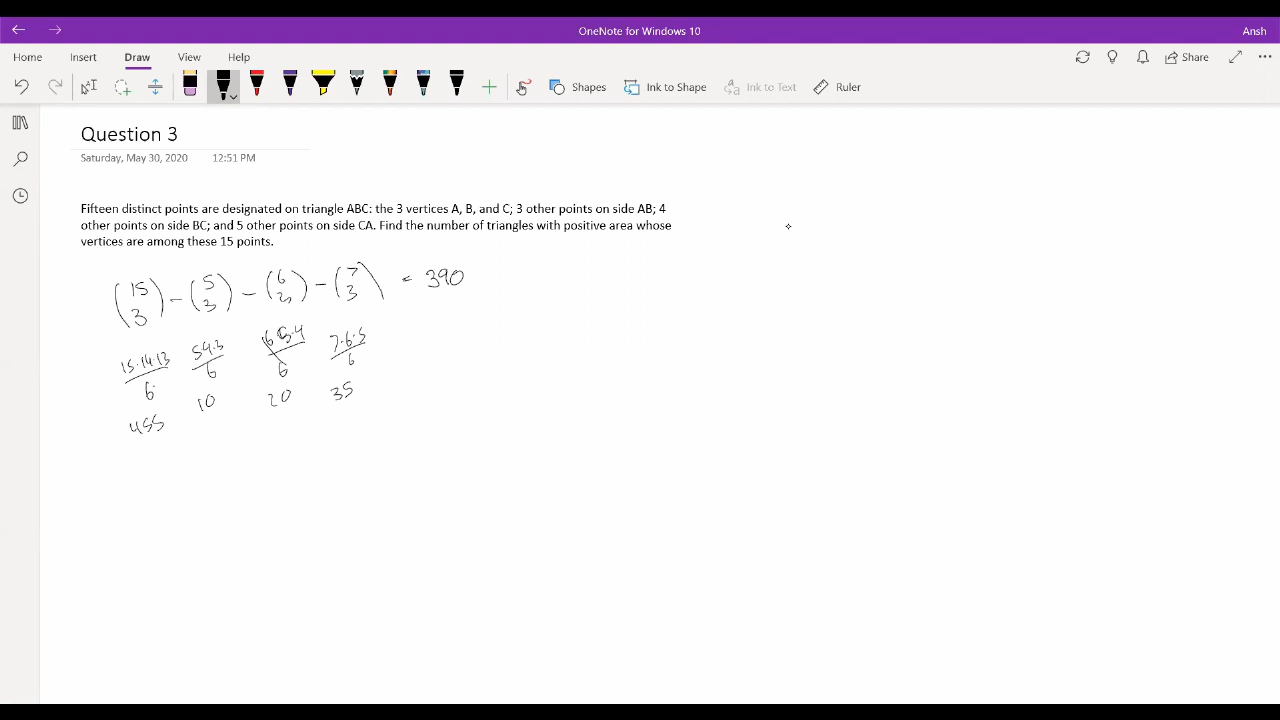 OneNote for Windows 10
Ansh
Home Insert Draw View Help
Share
Shapes Ink to Shape Ink to Text Ruler
Question 3
Saturday, May 30, 2020 12:51 PM
Fifteen distinct points are designated on triangle ABC: the 3 vertices A, B, and C; 3 other points on side AB; 4
other points on side BC; and 5 other points on side CA. Find the number of triangles with positive area whose
vertices are among these 15 points.
(15 3) - (5 3) - (6 3) - (7 3) = 390
15·14·13/6 5·4·3/6 6·5·4/6 7·6·5/6
455 10 20 35